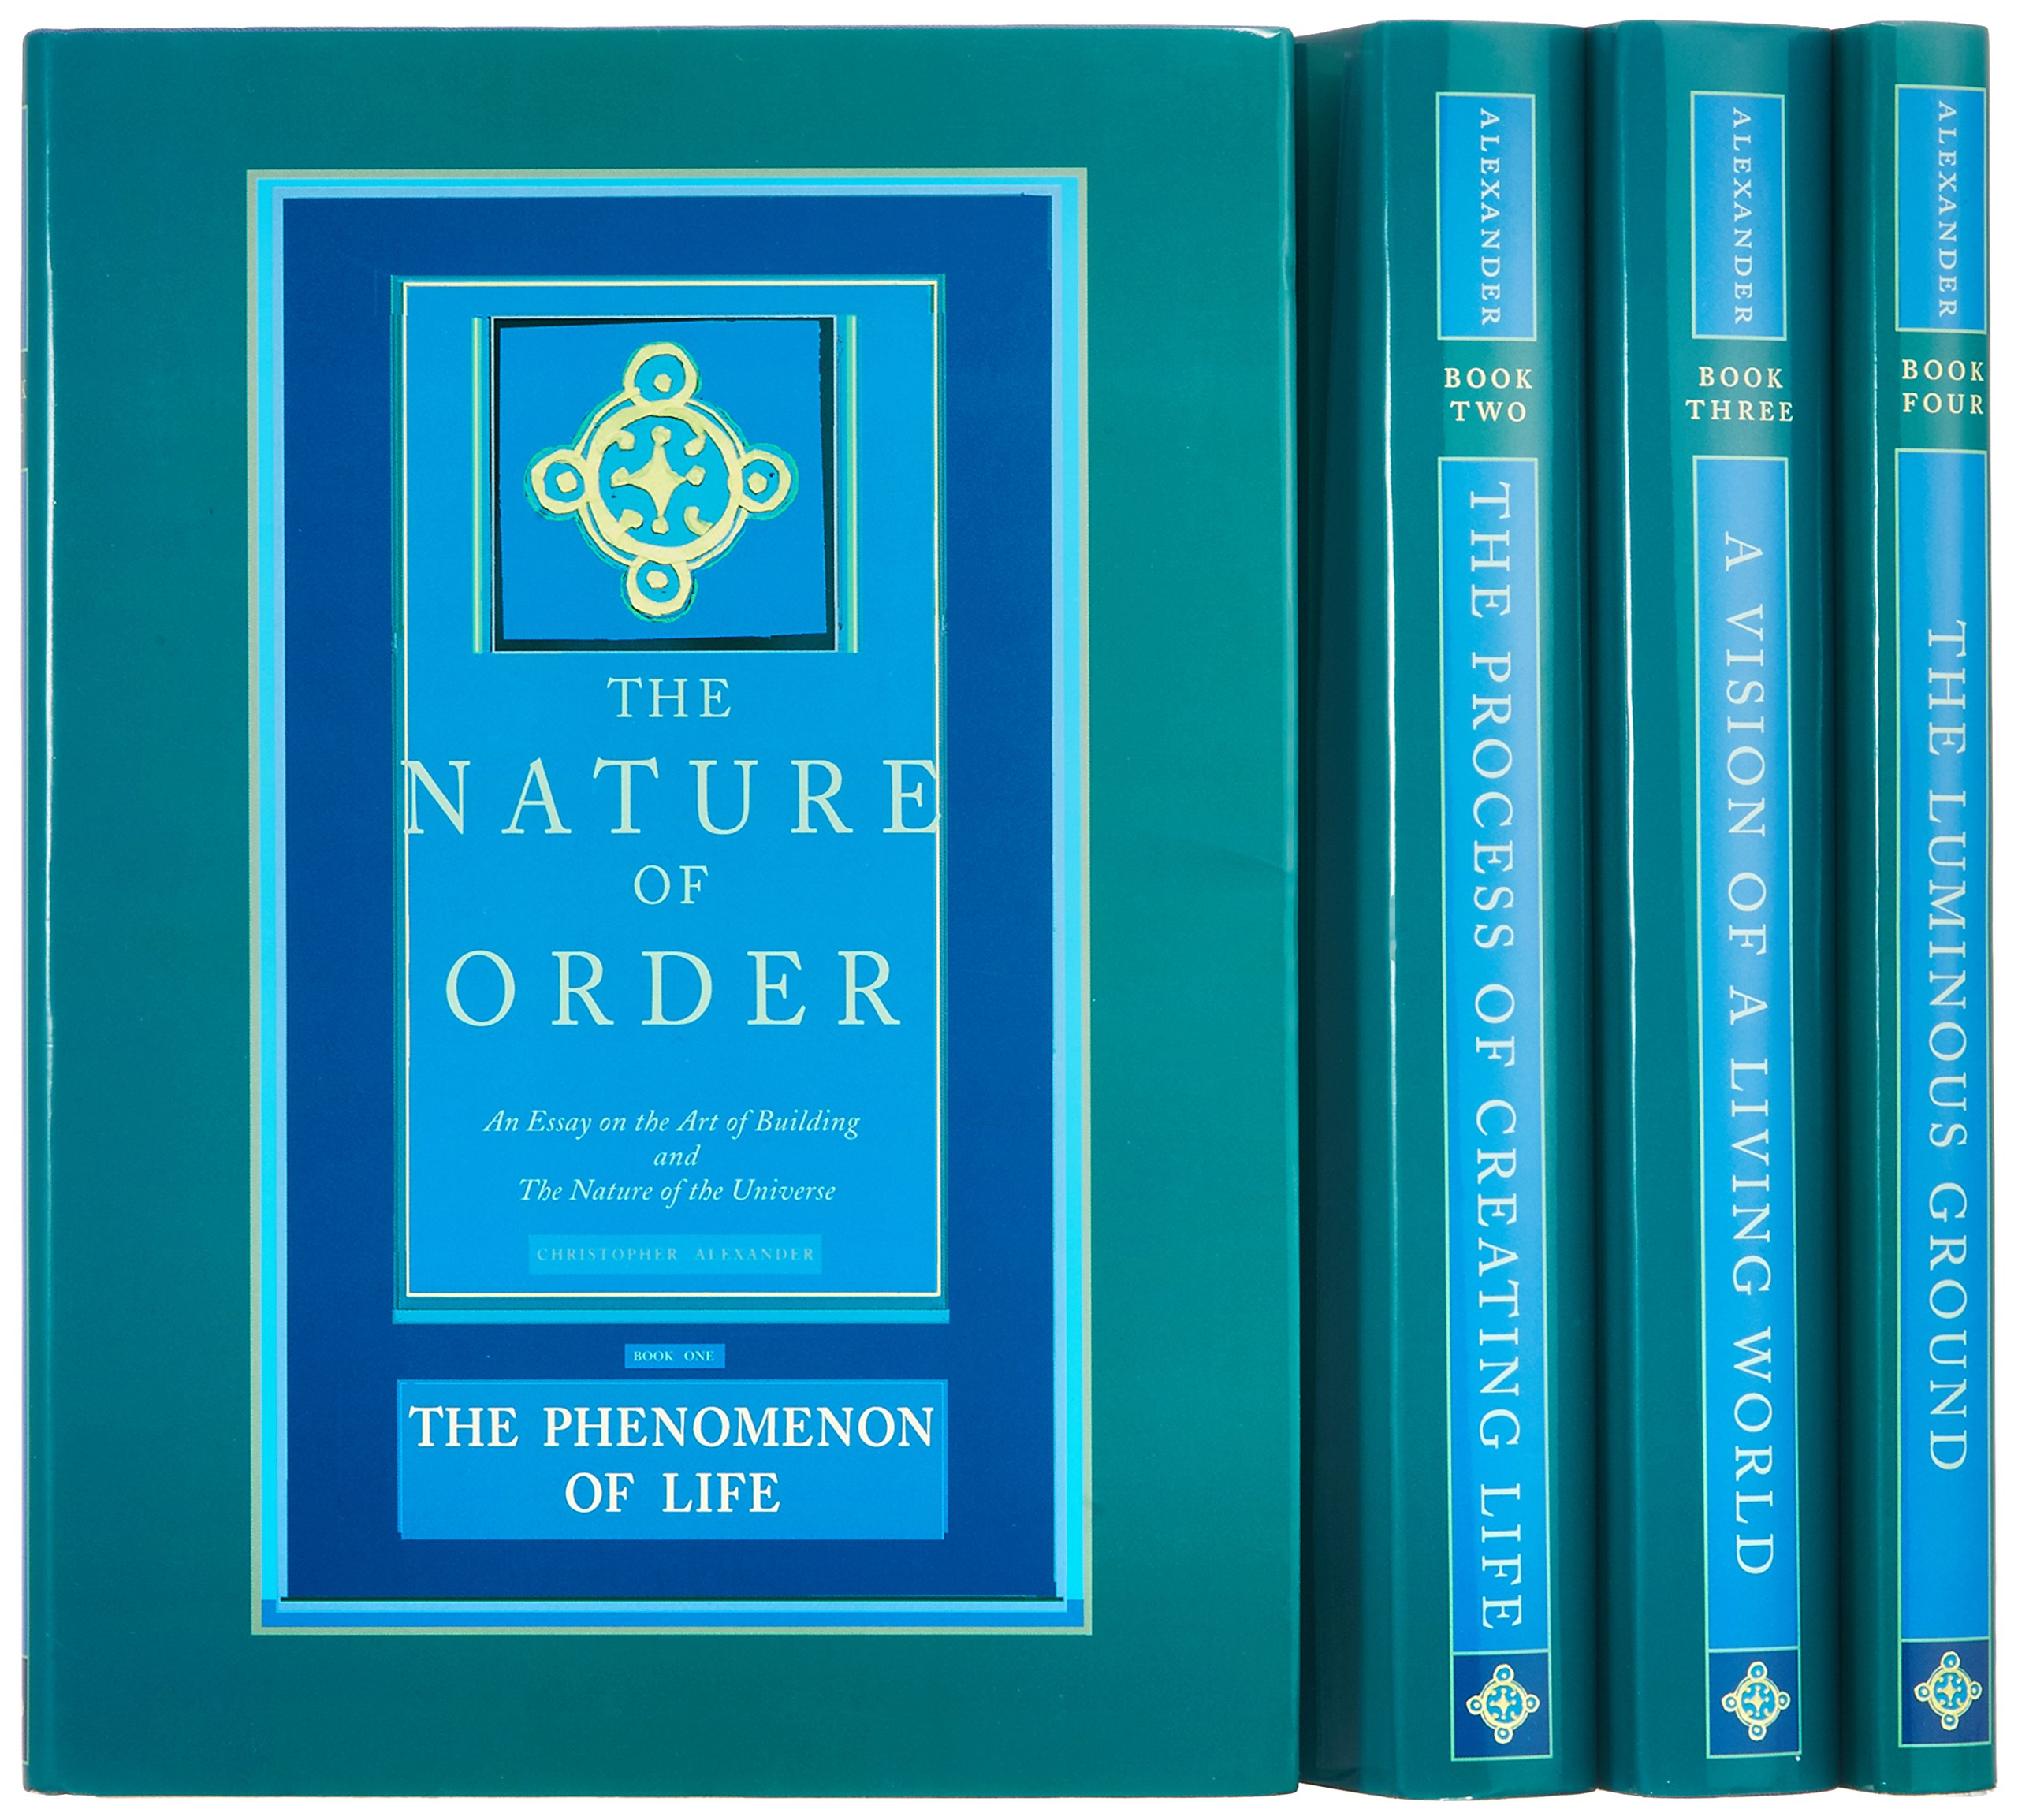 THE
NATURE
OF
ORDER
An Essay on the Art of Building
and
The Nature of the Universe
CHRISTOPHER ALEXANDER
BOOK ONE
THE PHENOMENON
OF LIFE
ALEXANDER
BOOK
TWO
THE PROCESS OF CREATING LIFE
ALEXANDER
BOOK
THREE
A VISION OF A LIVING WORLD
ALEXANDER
BOOK
FOUR
THE LUMINOUS GROUND